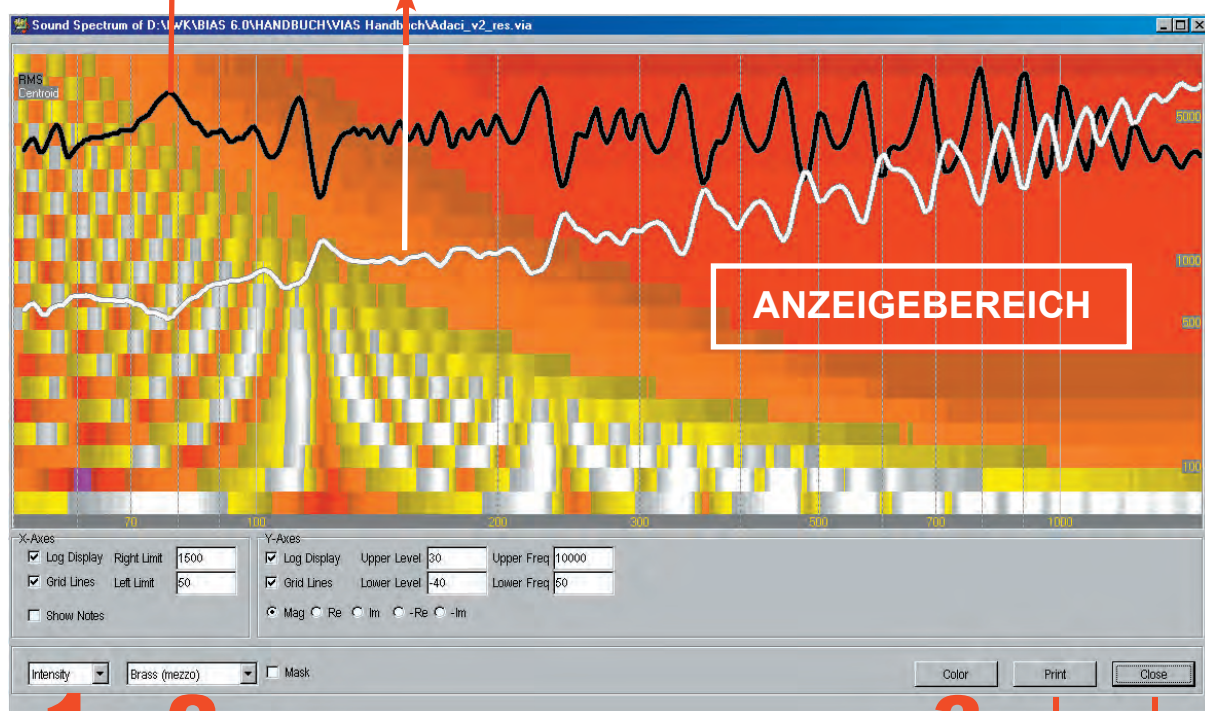 Sound Spectrum of D:\IWK\BIAS 6.0\HANDBUCH\VIAS Handbuch\Adaci_v2_res.via
RMS
Centroid
5000
1000
ANZEIGEBEREICH
500
100
70 100 200 300 500 700 1000
X-Axes Y-Axes
Log Display Right Limit 1500 Log Display Upper Level 30 Upper Freq 10000
Grid Lines Left Limit 50 Grid Lines Lower Level -40 Lower Freq 50
Show Notes Mag Re Im -Re -Im
Intensity Brass (mezzo) Mask Color Print Close